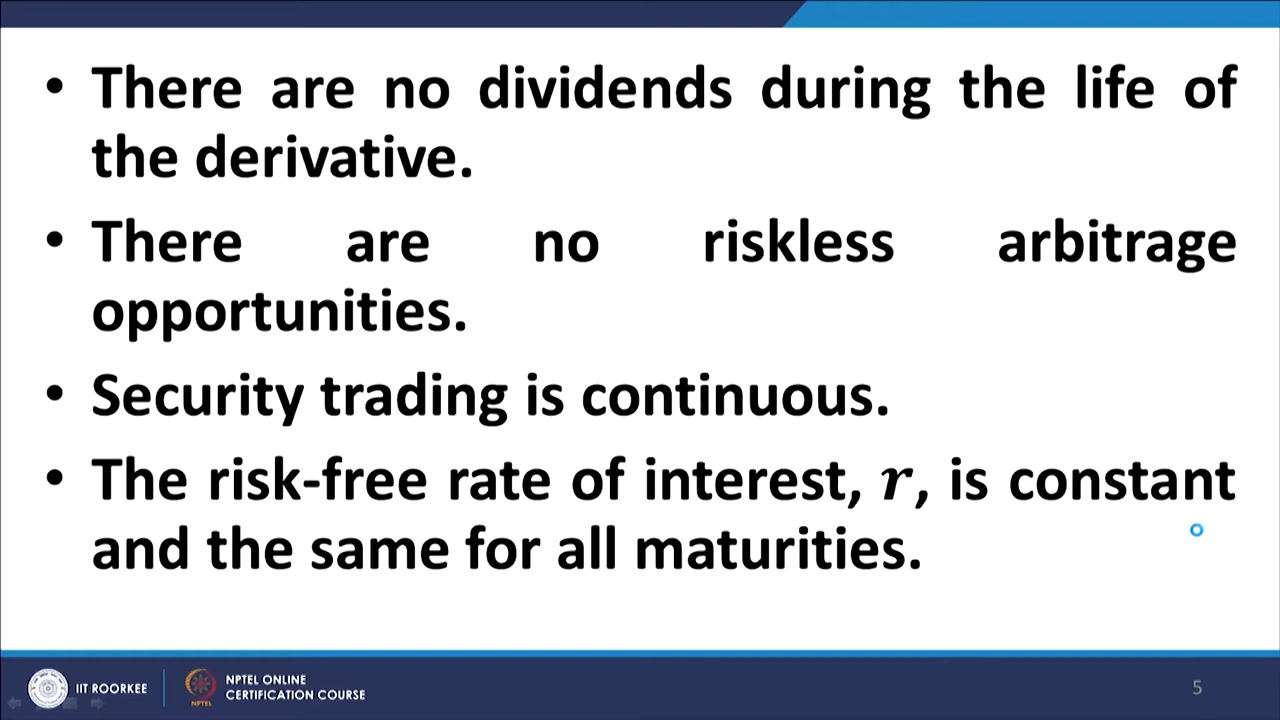 • There are no dividends during the life of
the derivative.
• There are no riskless arbitrage
opportunities.
• Security trading is continuous.
• The risk-free rate of interest, r, is constant
and the same for all maturities.
IIT ROORKEE
NPTEL
NPTEL ONLINE
CERTIFICATION COURSE
5